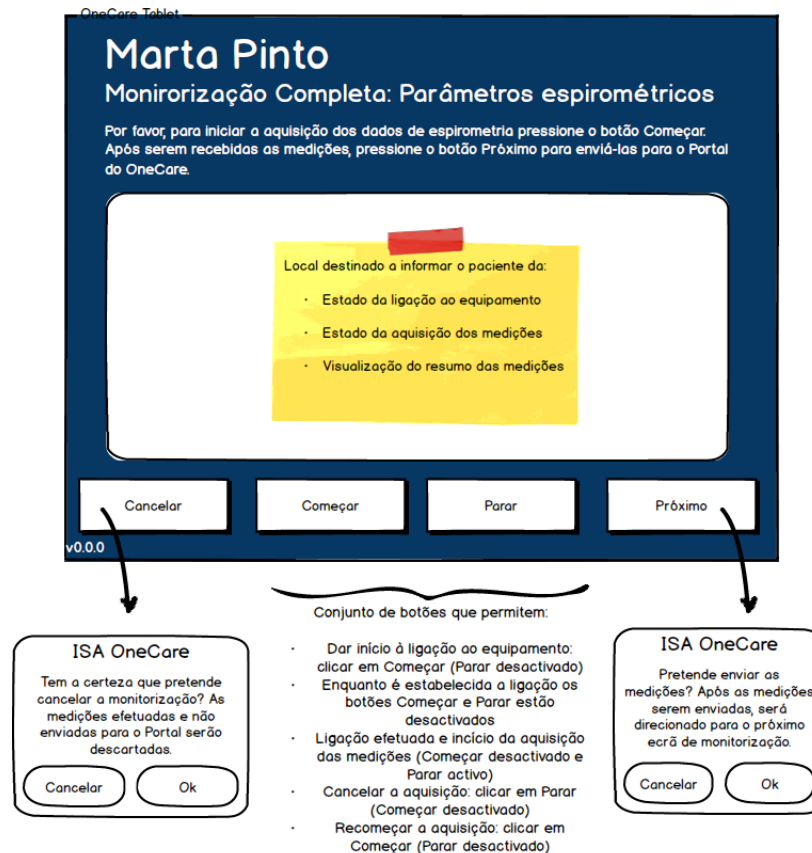 OneCare Tablet
Marta Pinto
Monirorização Completa: Parâmetros espirométricos
Por favor, para iniciar a aquisição dos dados de espirometria pressione o botão Começar.
Após serem recebidas as medições, pressione o botão Próximo para enviá-las para o Portal
do OneCare.
Local destinado a informar o paciente da:
· Estado da ligação ao equipamento
· Estado da aquisição dos medições
· Visualização do resumo das medições
Cancelar
Começar
Parar
Próximo
v0.0.0
Conjunto de botões que permitem:
· Dar início à ligação ao equipamento:
clicar em Começar (Parar desactivado)
· Enquanto é estabelecida a ligação os
botões Começar e Parar estão
desactivados
· Ligação efetuada e incício da aquisição
das medições (Começar desactivado e
Parar activo)
· Cancelar a aquisição: clicar em Parar
(Começar desactivado)
· Recomeçar a aquisição: clicar em
Começar (Parar desactivado)
ISA OneCare
Tem a certeza que pretende
cancelar a monitorização? As
medições efetuadas e não
enviadas para o Portal serão
descartadas.
Cancelar
Ok
ISA OneCare
Pretende enviar as
medições? Após as medições
serem enviadas, será
direcionado para o próximo
ecrã de monitorização.
Cancelar
Ok